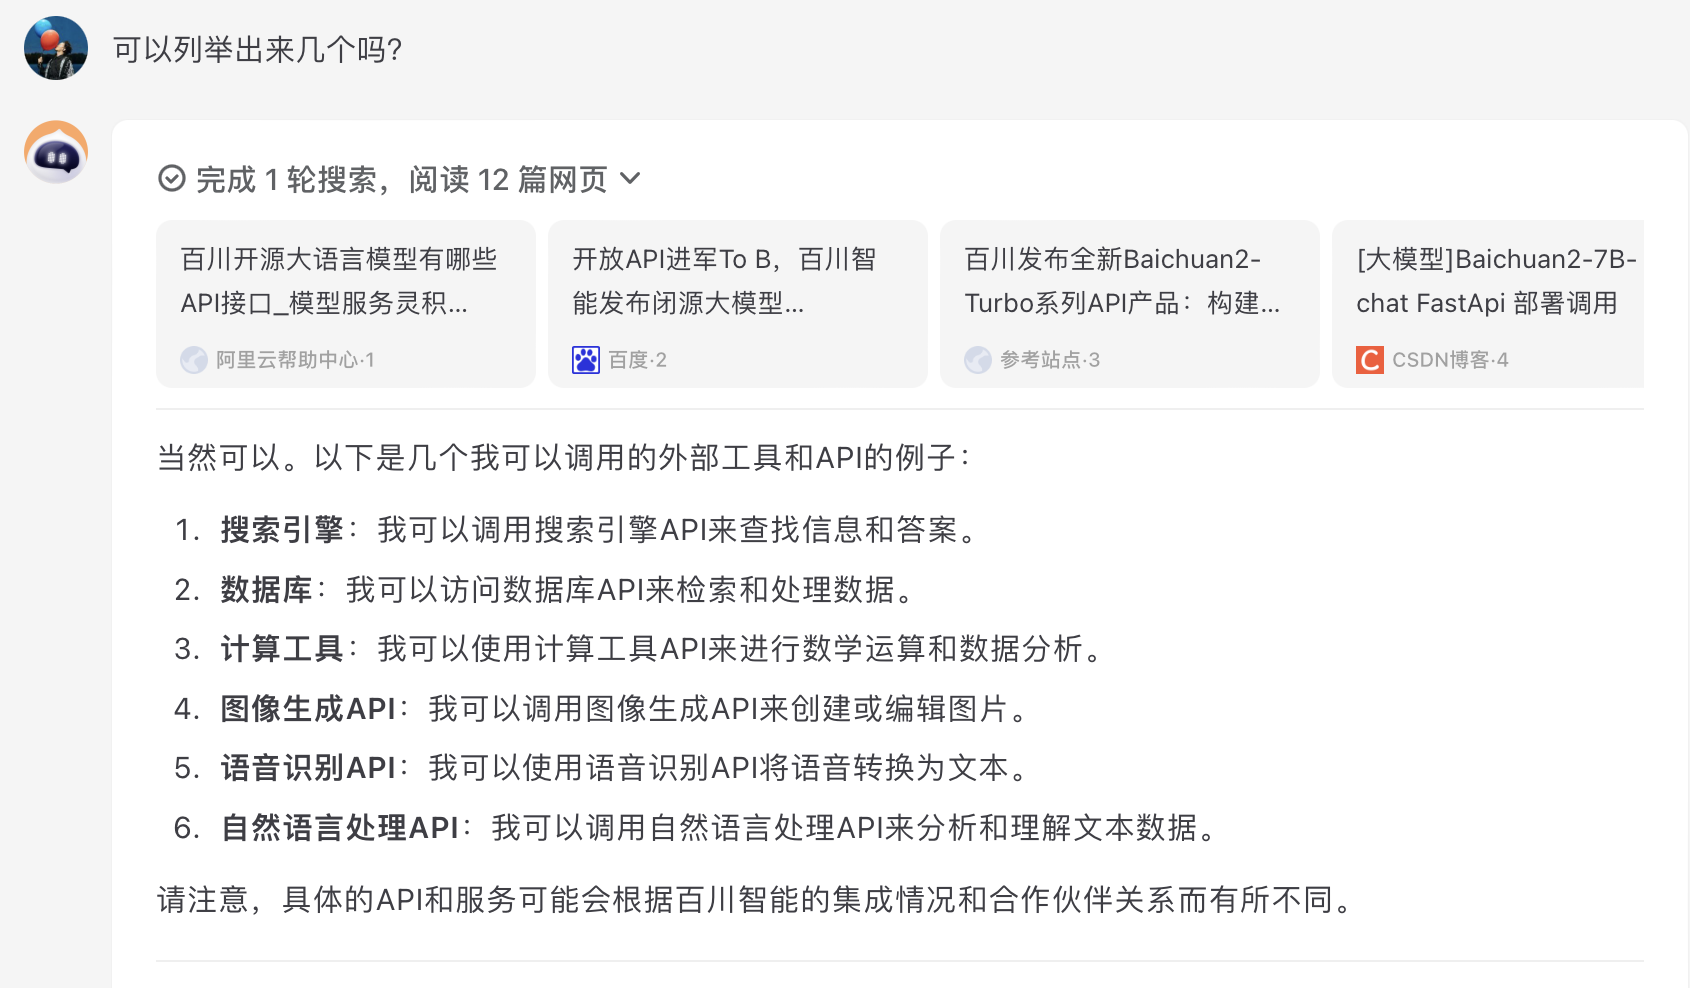 可以列举出来几个吗?
完成 1 轮搜索，阅读 12 篇网页
百川开源大语言模型有哪些
API接口_模型服务灵积...
阿里云帮助中心·1
开放API进军To B，百川智
能发布闭源大模型...
百度·2
百川发布全新Baichuan2-
Turbo系列API产品：构建...
参考站点·3
[大模型]Baichuan2-7B-
chat FastApi 部署调用
CSDN博客·4
当然可以。以下是几个我可以调用的外部工具和API的例子：
1. 搜索引擎：我可以调用搜索引擎API来查找信息和答案。
2. 数据库：我可以访问数据库API来检索和处理数据。
3. 计算工具：我可以使用计算工具API来进行数学运算和数据分析。
4. 图像生成API：我可以调用图像生成API来创建或编辑图片。
5. 语音识别API：我可以使用语音识别API将语音转换为文本。
6. 自然语言处理API：我可以调用自然语言处理API来分析和理解文本数据。
请注意，具体的API和服务可能会根据百川智能的集成情况和合作伙伴关系而有所不同。